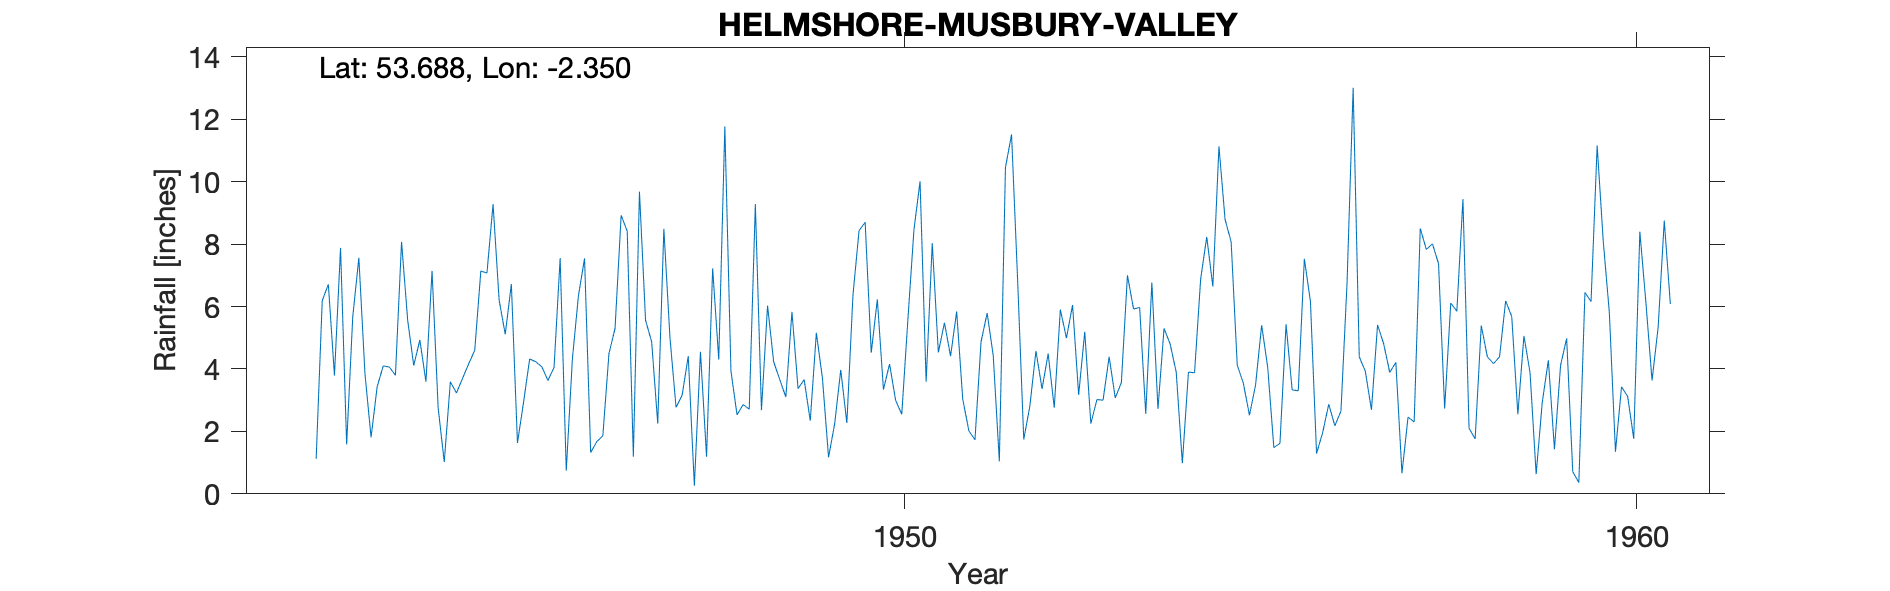 HELMSHORE-MUSBURY-VALLEY
Lat: 53.688, Lon: -2.350
14
12
10
8
6
4
2
0
Rainfall [inches]
1950
1960
Year